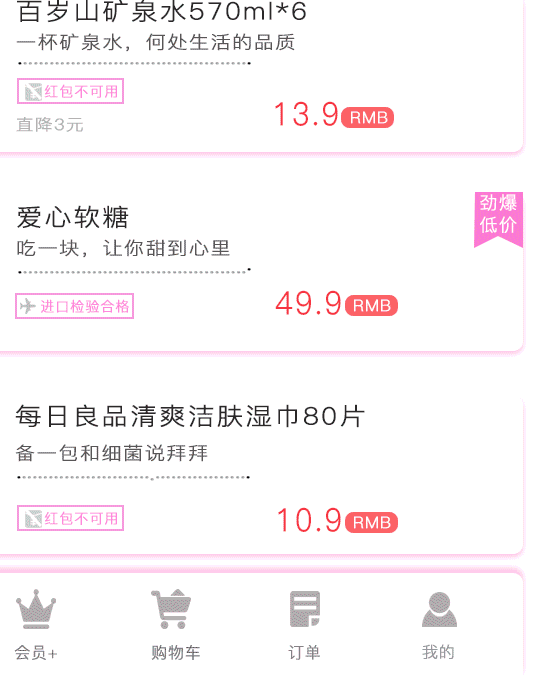 百岁山矿泉水570ml*6
一杯矿泉水，何处生活的品质
红包不可用
13.9 RMB
直降3元
劲爆
低价
爱心软糖
吃一块，让你甜到心里
进口检验合格
49.9 RMB
每日良品清爽洁肤湿巾80片
备一包和细菌说拜拜
红包不可用
10.9 RMB
会员+ 购物车 订单 我的